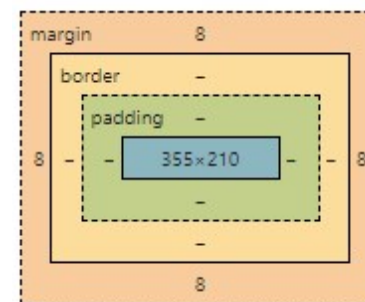 margin 8
border –
padding –
8 – – 355×210 – – 8
–
–
8